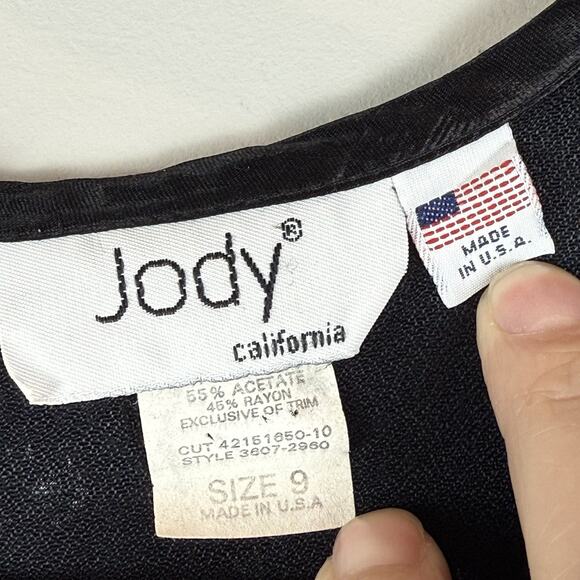 Jody®
california
MADE
IN U.S.A.
55% ACETATE
45% RAYON
EXCLUSIVE OF TRIM
CUT 42151650-10
STYLE 3607-2960
SIZE 9
MADE IN U.S.A